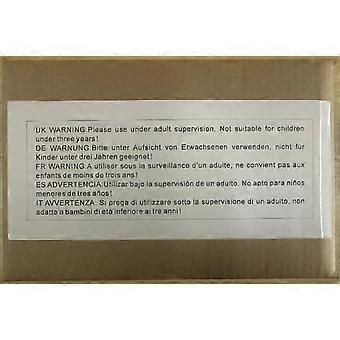 UK WARNING:Please use under adult supervision, Not suitable for children
under three years!
DE WARNUNG:Bitte unter Aufsicht von Erwachsenen verwenden, nicht für
Kinder unter drei Jahren geeignet!
FR WARNING:A utiliser sous la surveillance d'un adulte, ne convient pas aux
enfants de moins de trois ans!
ES ADVERTENCIA:Utilizar bajo la supervisión de un adulto. No apto para niños
menores de tres años!
IT AVVERTENZA: Si prega di utilizzare sotto la supervisione di un adulto, non
adatto a bambini di età inferiore ai tre anni!